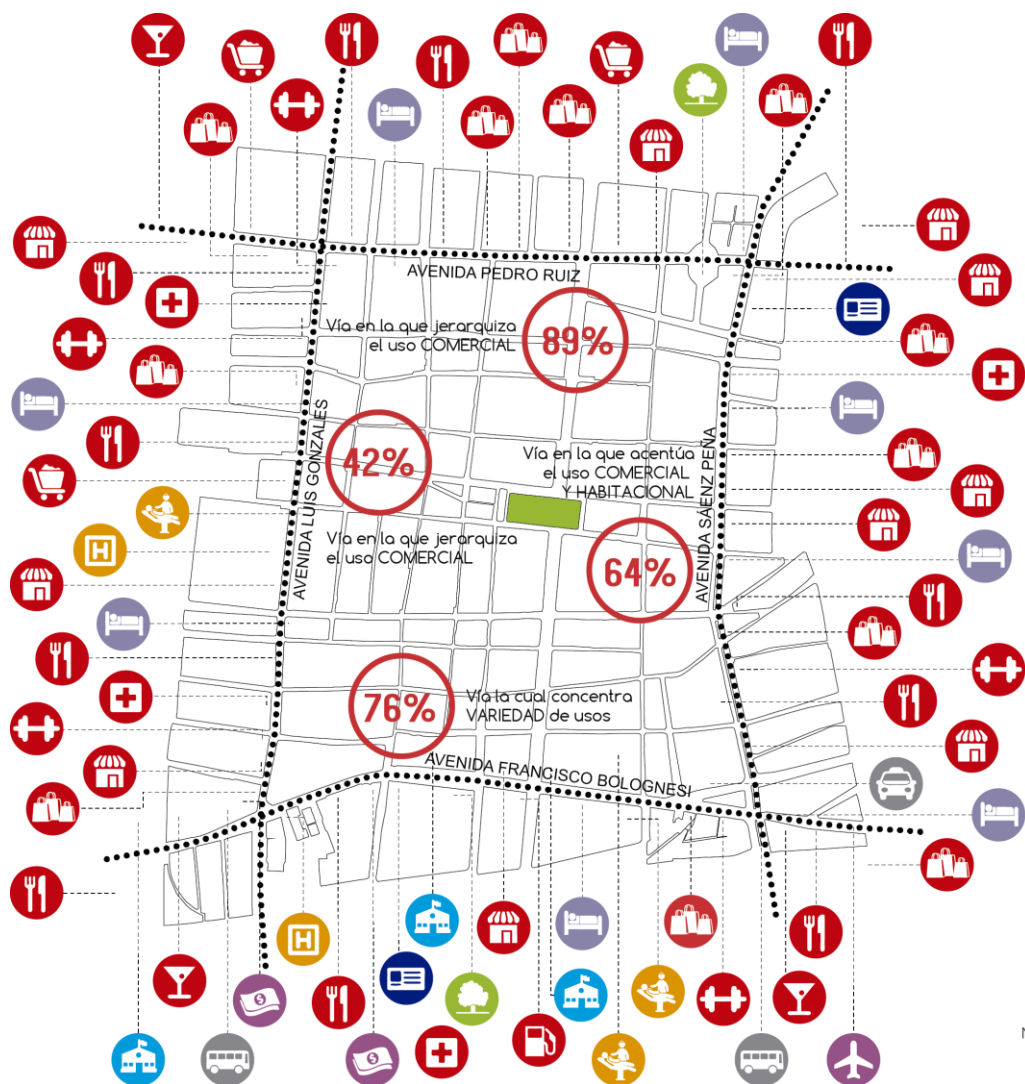 AVENIDA PEDRO RUIZ
Vía en la que jerarquiza
el uso COMERCIAL
89%
AVENIDA LUIS GONZALES
42%
Vía en la que acentúa
el uso COMERCIAL
Y HABITACIONAL
AVENIDA SAENZ PEÑA
Vía en la que jerarquiza
el uso COMERCIAL
64%
76%
Vía la cual concentra
VARIEDAD de usos
AVENIDA FRANCISCO BOLOGNESI
H
H
$
$
N